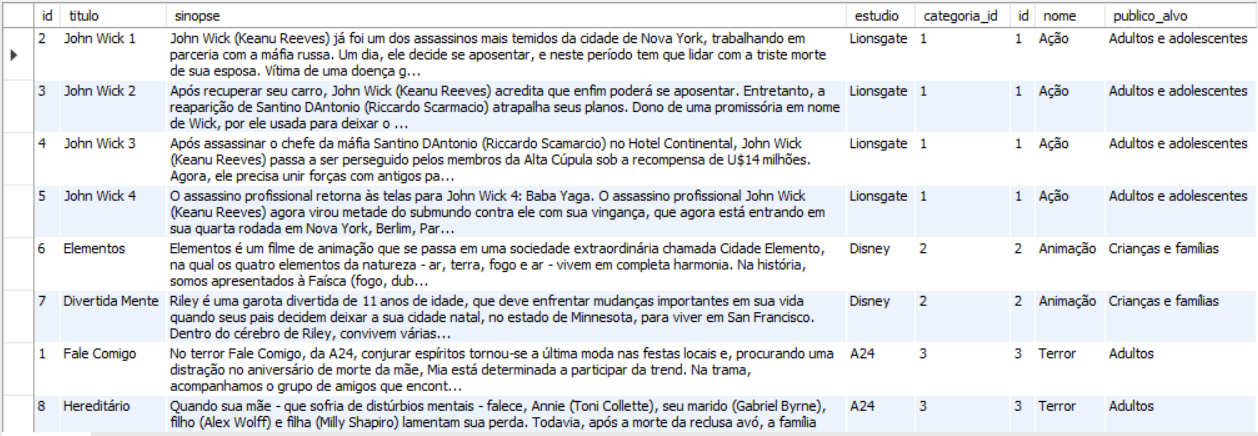 id titulo sinopse estudio categoria_id id nome publico_alvo
2 John Wick 1 John Wick (Keanu Reeves) já foi um dos assassinos mais temidos da cidade de Nova York, trabalhando em Lionsgate 1 1 Ação Adultos e adolescentes
parceria com a máfia russa. Um dia, ele decide se aposentar, e neste período tem que lidar com a triste morte
de sua esposa. Vítima de uma doença g...
3 John Wick 2 Após recuperar seu carro, John Wick (Keanu Reeves) acredita que enfim poderá se aposentar. Entretanto, a Lionsgate 1 1 Ação Adultos e adolescentes
reaparição de Santino DAntonio (Riccardo Scarmacio) atrapalha seus planos. Dono de uma promissória em nome
de Wick, por ele usada para deixar o ...
4 John Wick 3 Após assassinar o chefe da máfia Santino DAntonio (Riccardo Scamarcio) no Hotel Continental, John Wick Lionsgate 1 1 Ação Adultos e adolescentes
(Keanu Reeves) passa a ser perseguido pelos membros da Alta Cúpula sob a recompensa de U$14 milhões.
Agora, ele precisa unir forças com antigos pa...
5 John Wick 4 O assassino profissional retorna às telas para John Wick 4: Baba Yaga. O assassino profissional John Wick Lionsgate 1 1 Ação Adultos e adolescentes
(Keanu Reeves) agora virou metade do submundo contra ele com sua vingança, que agora está entrando em
sua quarta rodada em Nova York, Berlim, Par...
6 Elementos Elementos é um filme de animação que se passa em uma sociedade extraordinária chamada Cidade Elemento, Disney 2 2 Animação Crianças e famílias
na qual os quatro elementos da natureza - ar, terra, fogo e ar - vivem em completa harmonia. Na história,
somos apresentados à Faísca (fogo, dub...
7 Divertida Mente Riley é uma garota divertida de 11 anos de idade, que deve enfrentar mudanças importantes em sua vida Disney 2 2 Animação Crianças e famílias
quando seus pais decidem deixar a sua cidade natal, no estado de Minnesota, para viver em San Francisco.
Dentro do cérebro de Riley, convivem várias...
1 Fale Comigo No terror Fale Comigo, da A24, conjurar espíritos tornou-se a última moda nas festas locais e, procurando uma A24 3 3 Terror Adultos
distração no aniversário de morte da mãe, Mia está determinada a participar da trend. Na trama,
acompanhamos o grupo de amigos que encont...
8 Hereditário Quando sua mãe - que sofria de distúrbios mentais - falece, Annie (Toni Collette), seu marido (Gabriel Byrne), A24 3 3 Terror Adultos
filho (Alex Wolff) e filha (Milly Shapiro) lamentam sua perda. Todavia, após a morte da reclusa avó, a família